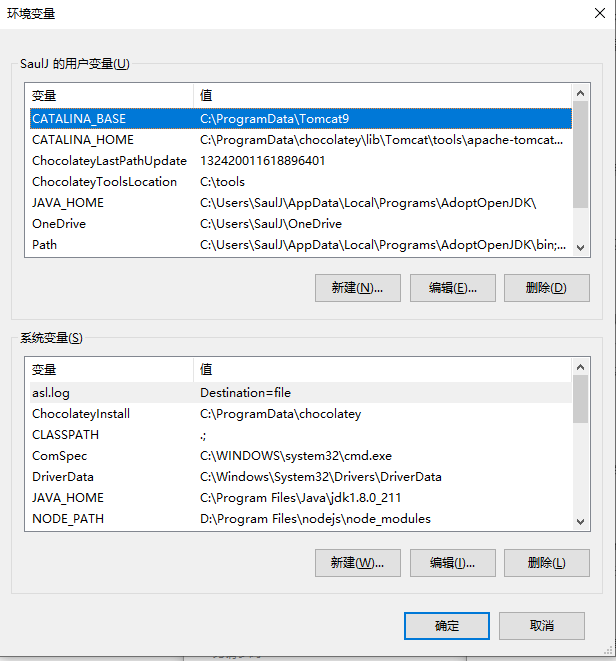 环境变量
SaulJ 的用户变量(U)
变量 值
CATALINA_BASE C:\ProgramData\Tomcat9
CATALINA_HOME C:\ProgramData\chocolatey\lib\Tomcat\tools\apache-tomcat...
ChocolateyLastPathUpdate 132420011618896401
ChocolateyToolsLocation C:\tools
JAVA_HOME C:\Users\SaulJ\AppData\Local\Programs\AdoptOpenJDK\
OneDrive C:\Users\SaulJ\OneDrive
Path C:\Users\SaulJ\AppData\Local\Programs\AdoptOpenJDK\bin;...
新建(N)... 编辑(E)... 删除(D)
系统变量(S)
变量 值
asl.log Destination=file
ChocolateyInstall C:\ProgramData\chocolatey
CLASSPATH .;
ComSpec C:\WINDOWS\system32\cmd.exe
DriverData C:\Windows\System32\Drivers\DriverData
JAVA_HOME C:\Program Files\Java\jdk1.8.0_211
NODE_PATH D:\Program Files\nodejs\node_modules
新建(W)... 编辑(I)... 删除(L)
确定 取消